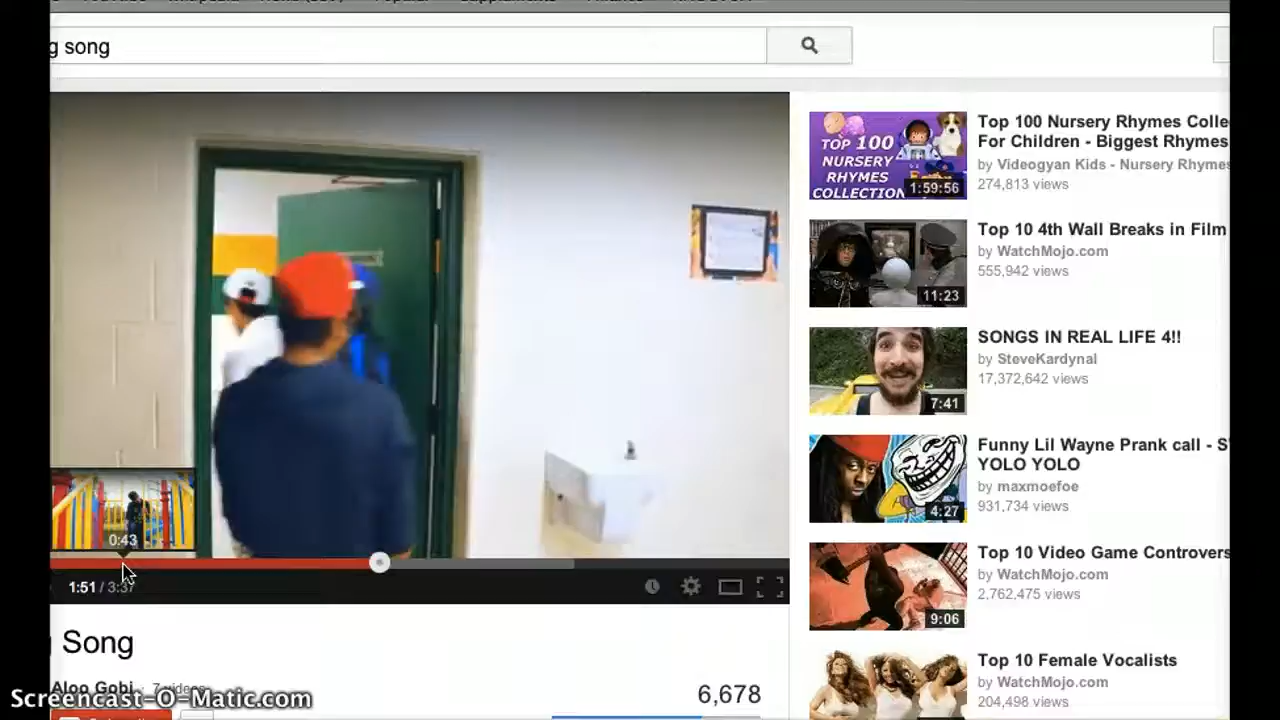 g song
TOP 100
NURSERY
RHYMES
COLLECTION
1:59:56
Top 100 Nursery Rhymes Colle
For Children - Biggest Rhymes
by Videogyan Kids - Nursery Rhymes
274,813 views
11:23
Top 10 4th Wall Breaks in Film
by WatchMojo.com
555,942 views
7:41
SONGS IN REAL LIFE 4!!
by SteveKardynal
17,372,642 views
4:27
Funny Lil Wayne Prank call - S
YOLO YOLO
by maxmoefoe
931,734 views
9:06
Top 10 Video Game Controvers
by WatchMojo.com
2,762,475 views
Top 10 Female Vocalists
by WatchMojo.com
204,498 views
0:43
1:51 / 3:37
Song
Aloo Gobi 7 videos
6,678
Screencast-O-Matic.com